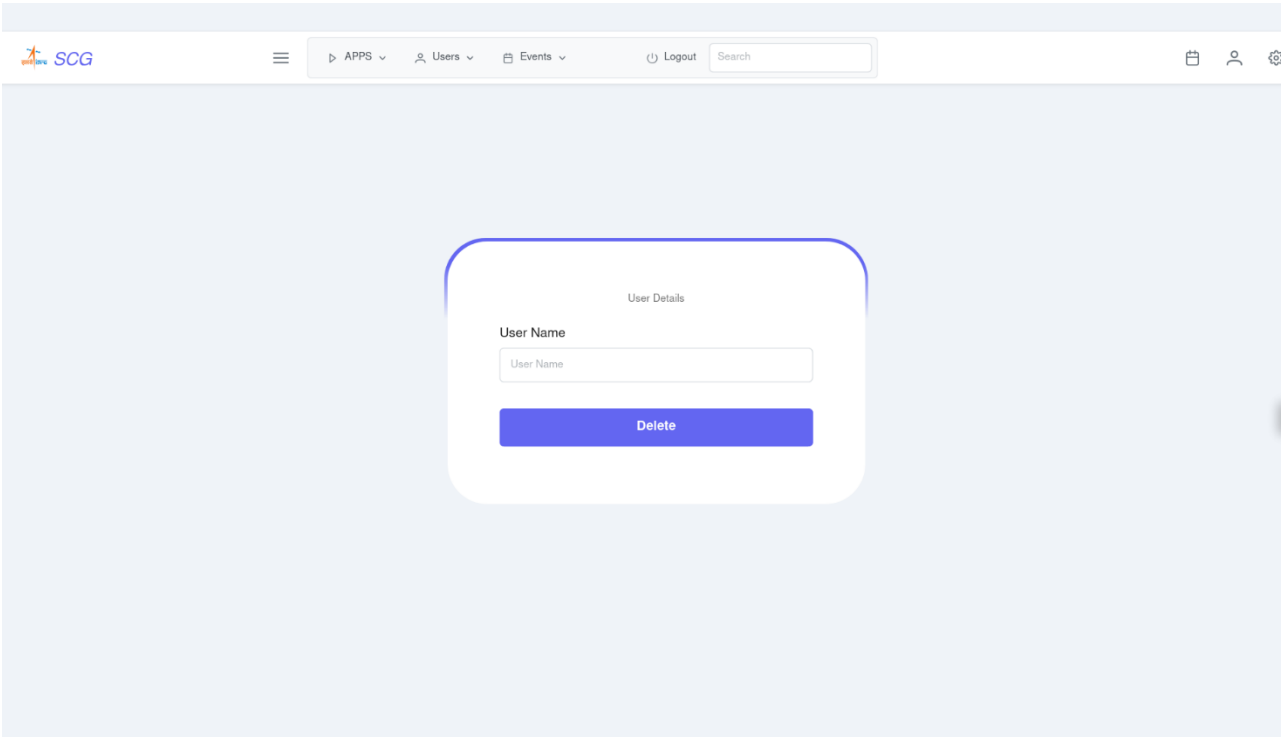 SCG
APPS Users Events Logout Search
User Details
User Name
User Name
Delete